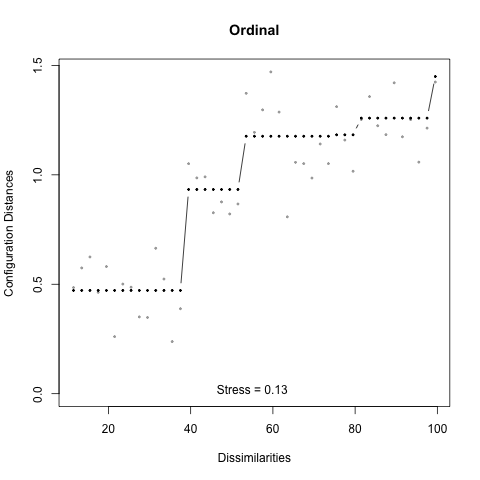 Ordinal
1.5
1.0
0.5
0.0
Configuration Distances
Stress = 0.13
20 40 60 80 100
Dissimilarities